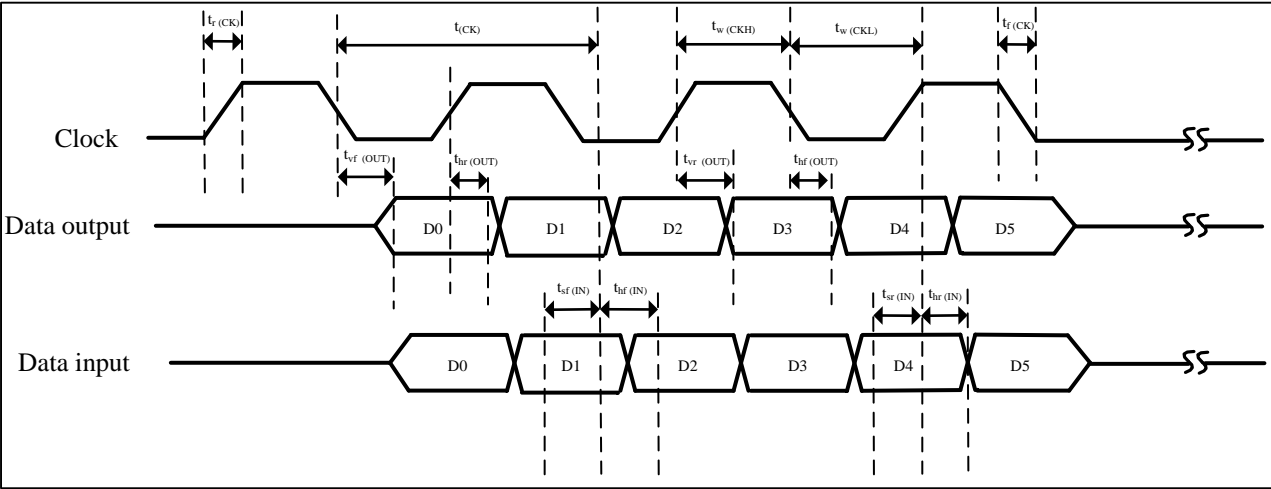 tr (CK) t(CK) tw (CKH) tw (CKL) tf (CK)
Clock
tvf (OUT) thr (OUT) tvr (OUT) thf (OUT)
Data output D0 D1 D2 D3 D4 D5
tsf (IN) thf (IN) tsr (IN) thr (IN)
Data input D0 D1 D2 D3 D4 D5